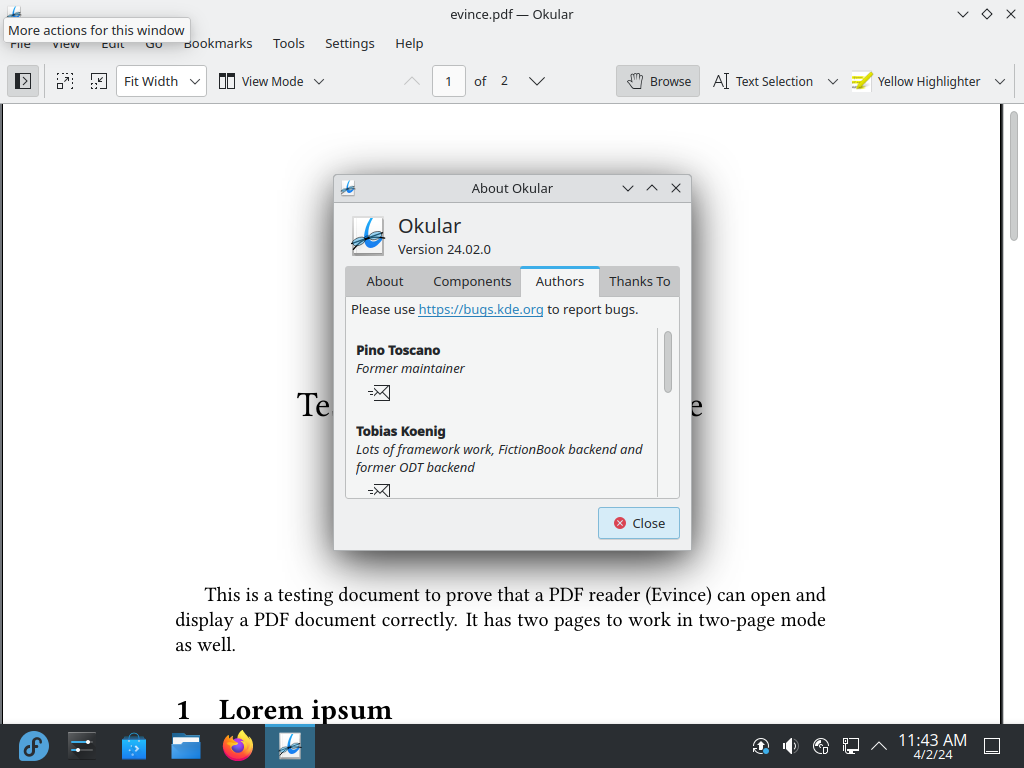 evince.pdf — Okular
More actions for this window
File View Edit Go Bookmarks Tools Settings Help
Fit Width View Mode 1 of 2 Browse Text Selection Yellow Highlighter
About Okular
Okular
Version 24.02.0
About Components Authors Thanks To
Please use https://bugs.kde.org to report bugs.
Pino Toscano
Former maintainer
Te e
Tobias Koenig
Lots of framework work, FictionBook backend and
former ODT backend
Close
This is a testing document to prove that a PDF reader (Evince) can open and
display a PDF document correctly. It has two pages to work in two-page mode
as well.
1 Lorem ipsum
11:43 AM
4/2/24